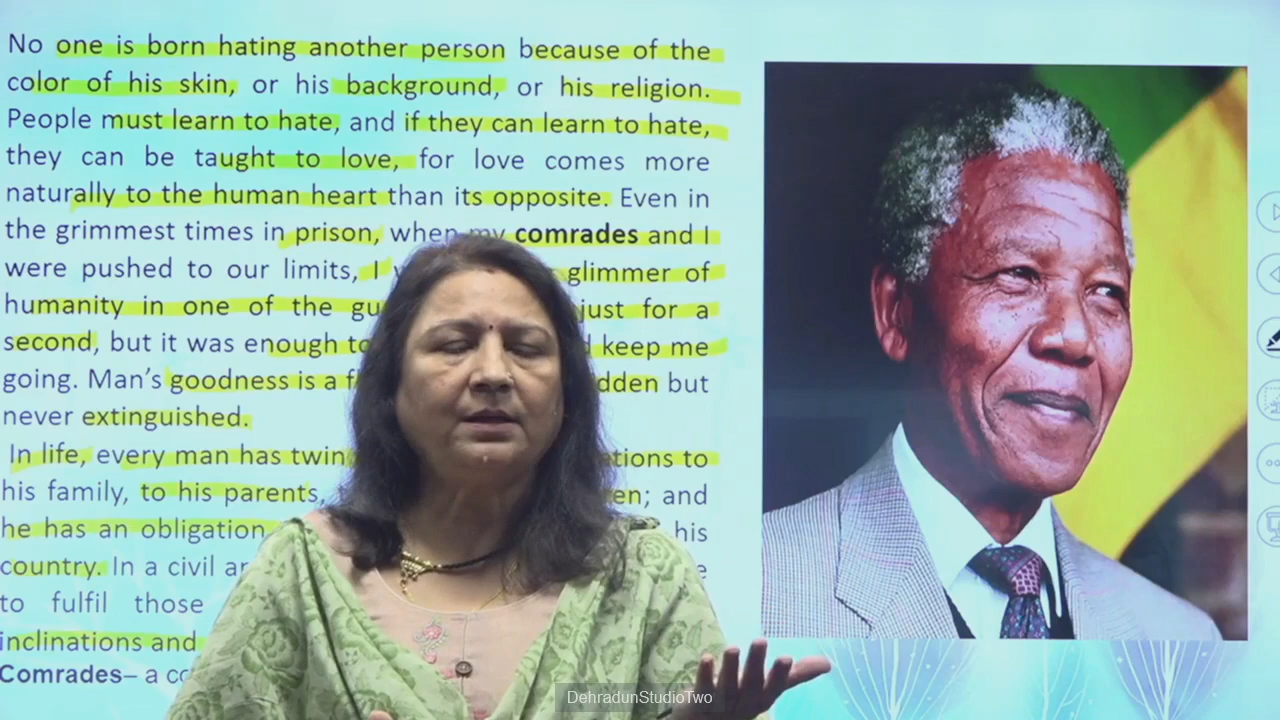 No one is born hating another person because of the
color of his skin, or his background, or his religion.
People must learn to hate, and if they can learn to hate,
they can be taught to love, for love comes more
naturally to the human heart than its opposite. Even in
the grimmest times in prison, when my comrades and I
were pushed to our limits, I glimmer of
humanity in one of the just for a
second, but it was enough keep me
going. Man's goodness is a but
never extinguished.
In life, every man has to
his family, to his parents, and
he has an obligation his
country. In a civil
to fulfil those
inclinations and
Comrades– a
DehradunStudioTwo